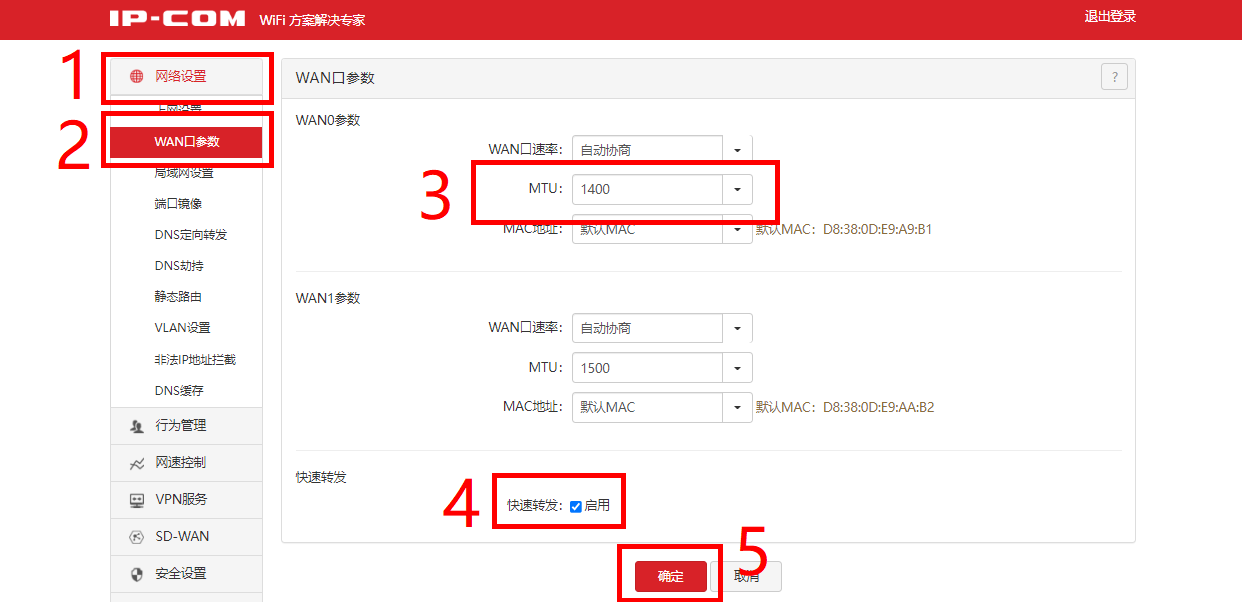 IP-COM WiFi 方案解决专家 退出登录
1 网络设置
上网设置
2 WAN口参数
局域网设置
端口镜像
DNS定向转发
DNS劫持
静态路由
VLAN设置
非法IP地址拦截
DNS缓存
行为管理
网速控制
VPN服务
SD-WAN
安全设置
WAN口参数 ?
WAN0参数
WAN口速率: 自动协商
3 MTU: 1400
MAC地址: 默认MAC 默认MAC: D8:38:0D:E9:A9:B1
WAN1参数
WAN口速率: 自动协商
MTU: 1500
MAC地址: 默认MAC 默认MAC: D8:38:0D:E9:AA:B2
快速转发
4 快速转发: 启用
确定 5 取消